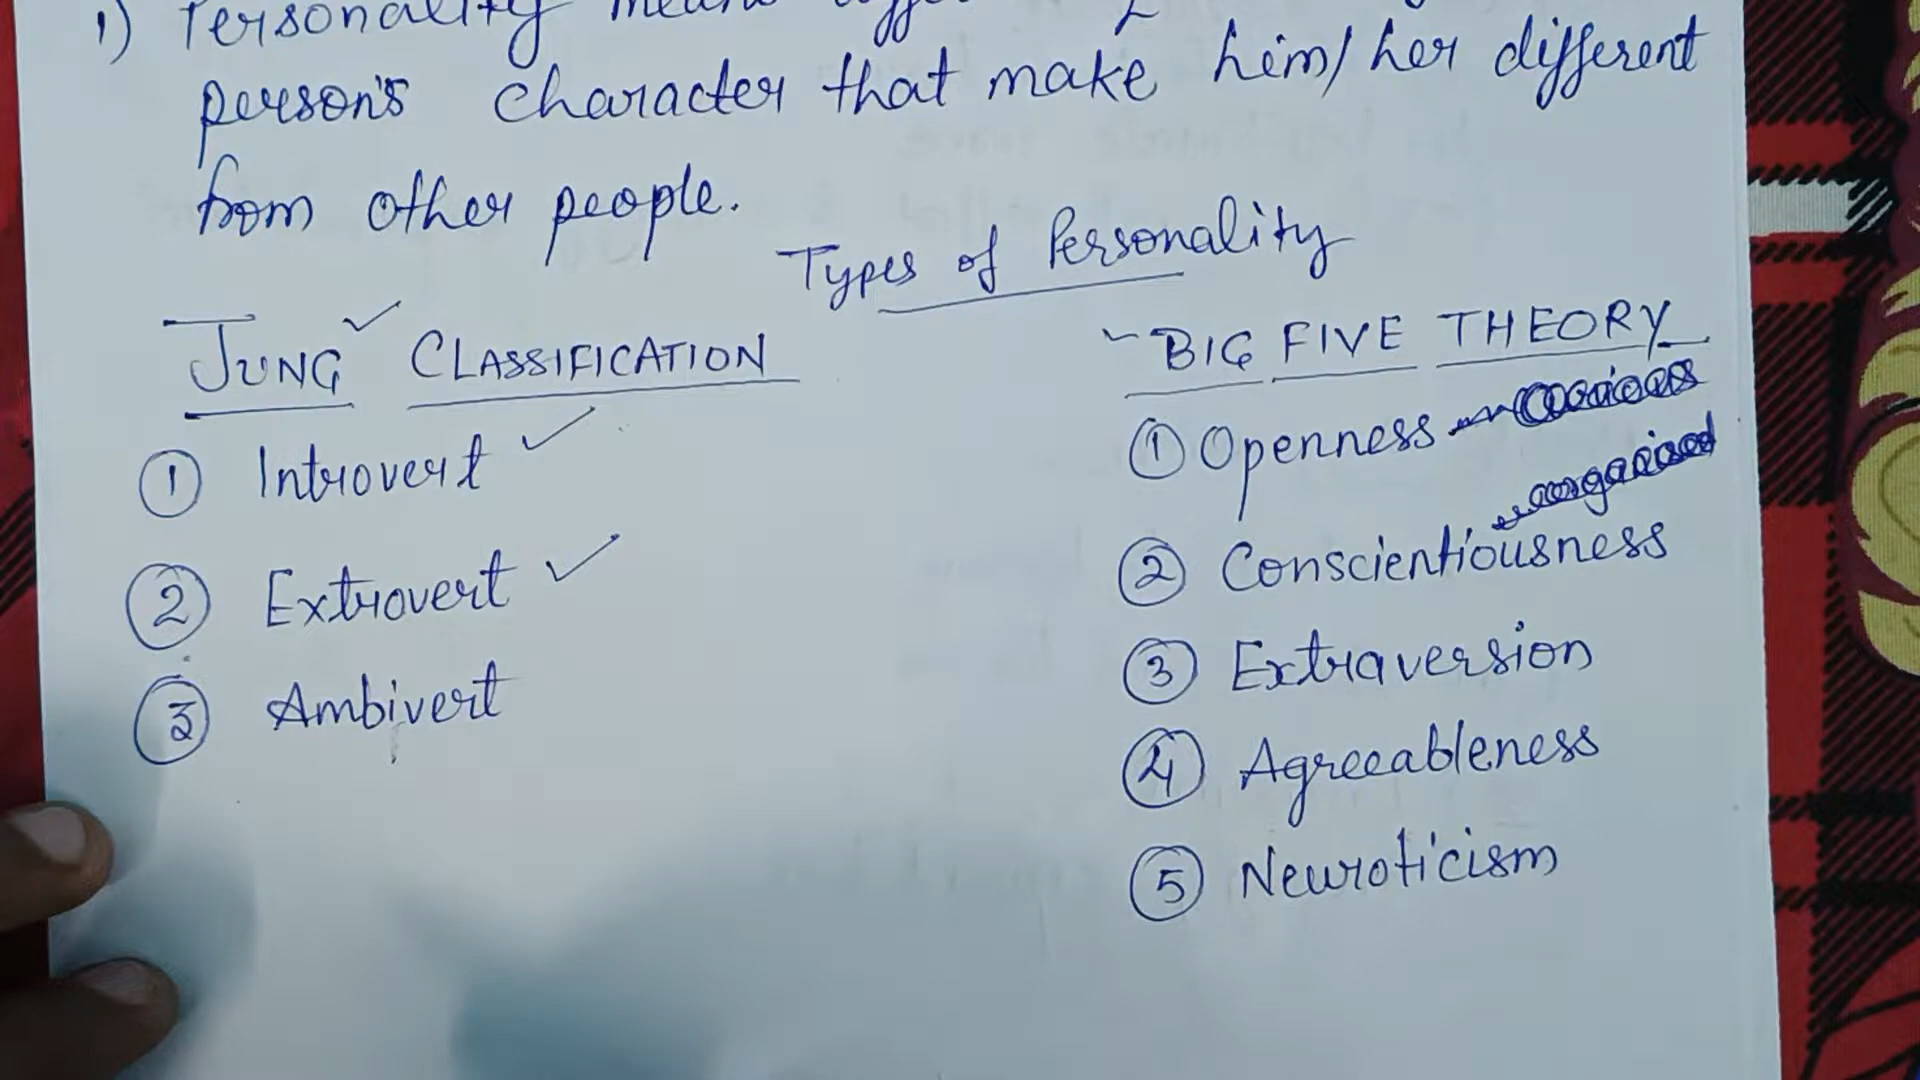 1) Personality means
person's character that make him/her different
from other people.
Types of Personality
JUNG CLASSIFICATION
1 Introvert
2 Extrovert
3 Ambivert
BIG FIVE THEORY
1 Openness
2 Conscientiousness
3 Extraversion
4 Agreeableness
5 Neuroticism